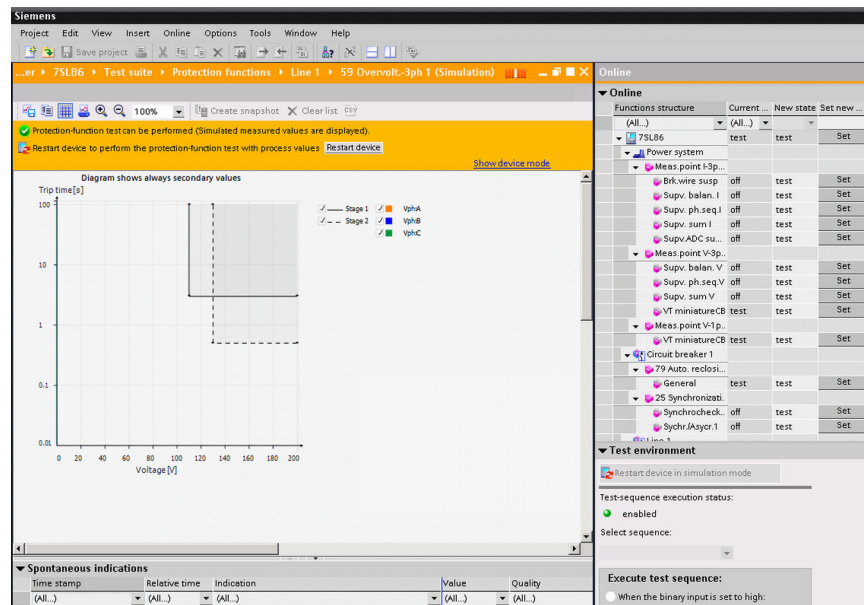 Siemens
Project Edit View Insert Online Options Tools Window Help
Save project
...er ▸ 7SL86 ▸ Test suite ▸ Protection functions ▸ Line 1 ▸ 59 Overvolt.-3ph 1 (Simulation)
100% Create snapshot Clear list CSV
Protection-function test can be performed (Simulated measured values are displayed).
Restart device to perform the protection-function test with process values Restart device
Show device mode
Diagram shows always secondary values
Trip time[s]
100
10
1
0.1
0.01
0 20 40 60 80 100 120 140 160 180 200
Voltage[V]
Stage 1 Vph:A
Stage 2 Vph:B
Vph:C
Spontaneous indications
Time stamp Relative time Indication Value Quality
(All...) (All...) (All...) (All...) (All...)
Online
Online
Functions structure Current ... New state Set new ...
(All...) (All...)
7SL86 test test Set
Power system
Meas.point I-3p...
Brk.wire susp off test Set
Supv. balan. I off test Set
Supv. ph.seq.I off test Set
Supv. sum I off test Set
Supv.ADC su... off test Set
Meas.point V-3p..
Supv. balan. V off test Set
Supv. ph.seq.V off test Set
Supv. sum V off test Set
VT miniatureCB test test Set
Meas.point V-1p..
VT miniatureCB test test Set
Circuit breaker 1
79 Auto. reclosi...
General test test Set
25 Synchronizati.
Synchrocheck.. off test Set
Sychr./Asycr.1 off test Set
Line 1
Test environment
Restart device in simulation mode
Test-sequence execution status:
enabled
Select sequence:
Execute test sequence:
When the binary input is set to high: